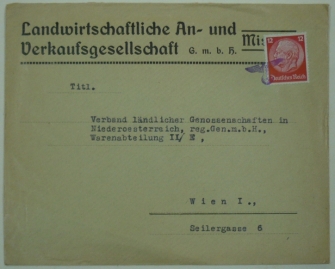 Landwirtschaftliche An- und
Verkaufsgesellschaft G. m. b. H.
12 12
Deutsches Reich
Titl.
Verband ländlicher Genossenschaften in
Niederoesterreich, reg.Gen.m.b.H.,
Warenabteilung II/ M ,
Wien I.,
Seilergasse 6